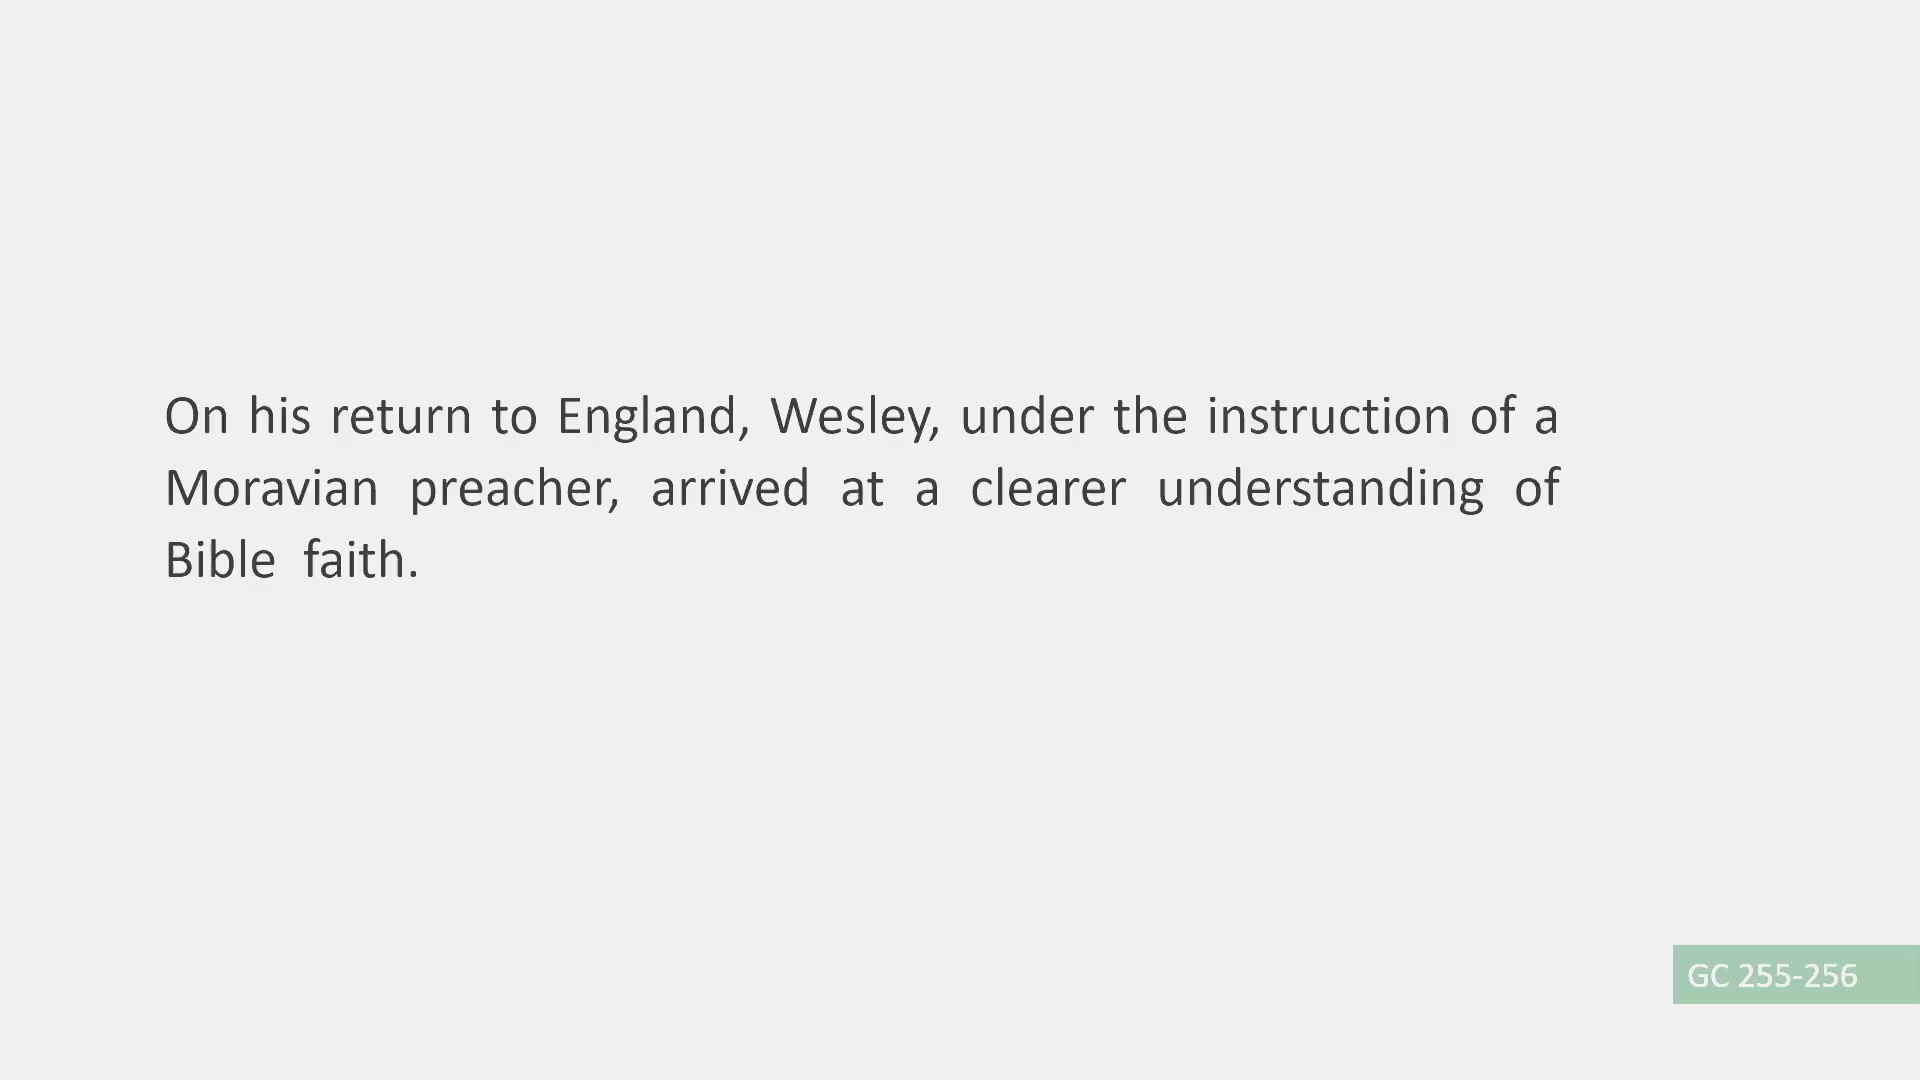 On his return to England, Wesley, under the instruction of a
Moravian preacher, arrived at a clearer understanding of
Bible faith.
GC 255-256